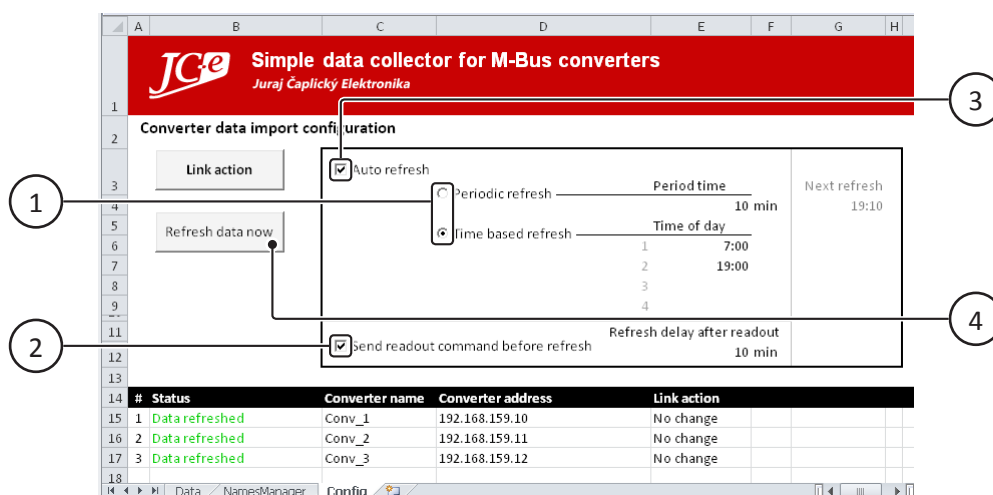 A B C D E F G H
JCe Simple data collector for M-Bus converters
Juraj Čaplický Elektronika
1
3
2 Converter data import configuration
Link action Auto refresh
3 Periodic refresh Period time Next refresh
1
4 10 min 19:10
5 Refresh data now Time based refresh Time of day
6 1 7:00
7 2 19:00
8 3
9 4
4
11 Refresh delay after readout
2
12 Send readout command before refresh 10 min
13
14 # Status Converter name Converter address Link action
15 1 Data refreshed Conv_1 192.168.159.10 No change
16 2 Data refreshed Conv_2 192.168.159.11 No change
17 3 Data refreshed Conv_3 192.168.159.12 No change
18
Data NamesManager Config